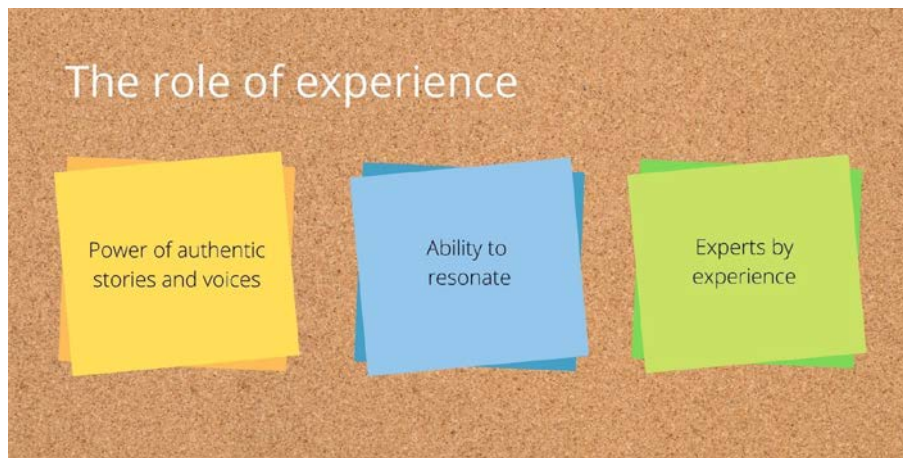 The role of experience
Power of authentic
stories and voices
Ability to
resonate
Experts by
experience